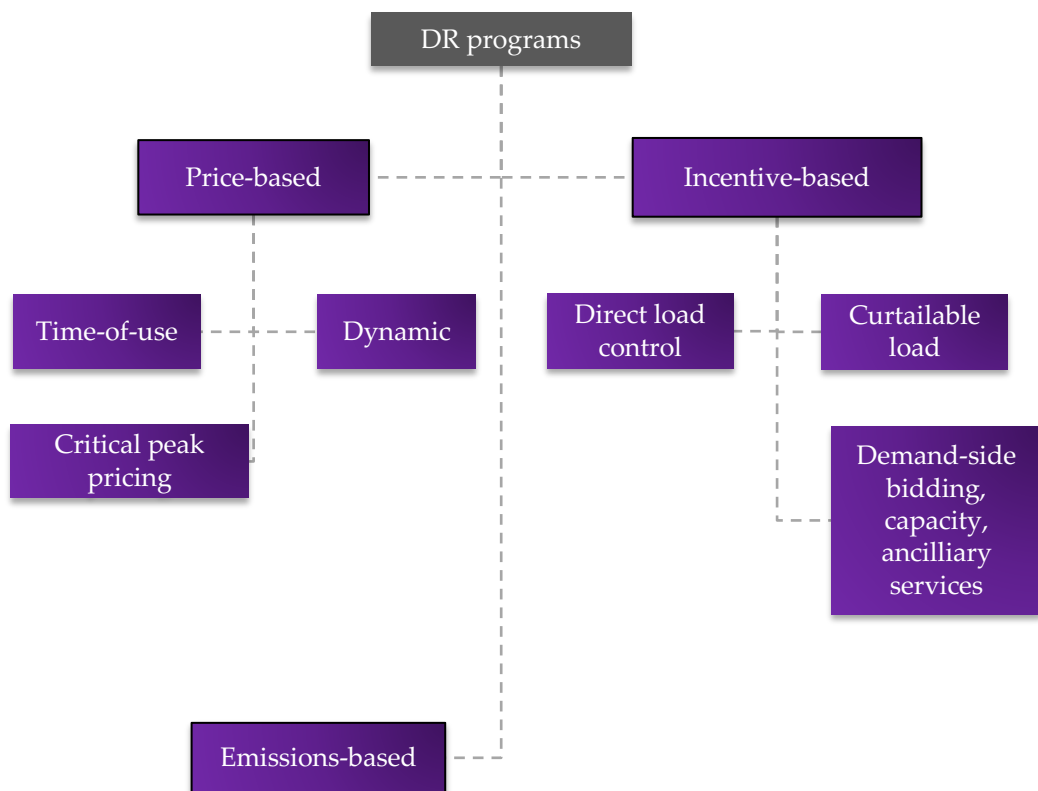 DR programs
Price-based
Incentive-based
Time-of-use
Dynamic
Direct load
control
Curtailable
load
Critical peak
pricing
Demand-side
bidding,
capacity,
ancilliary
services
Emissions-based